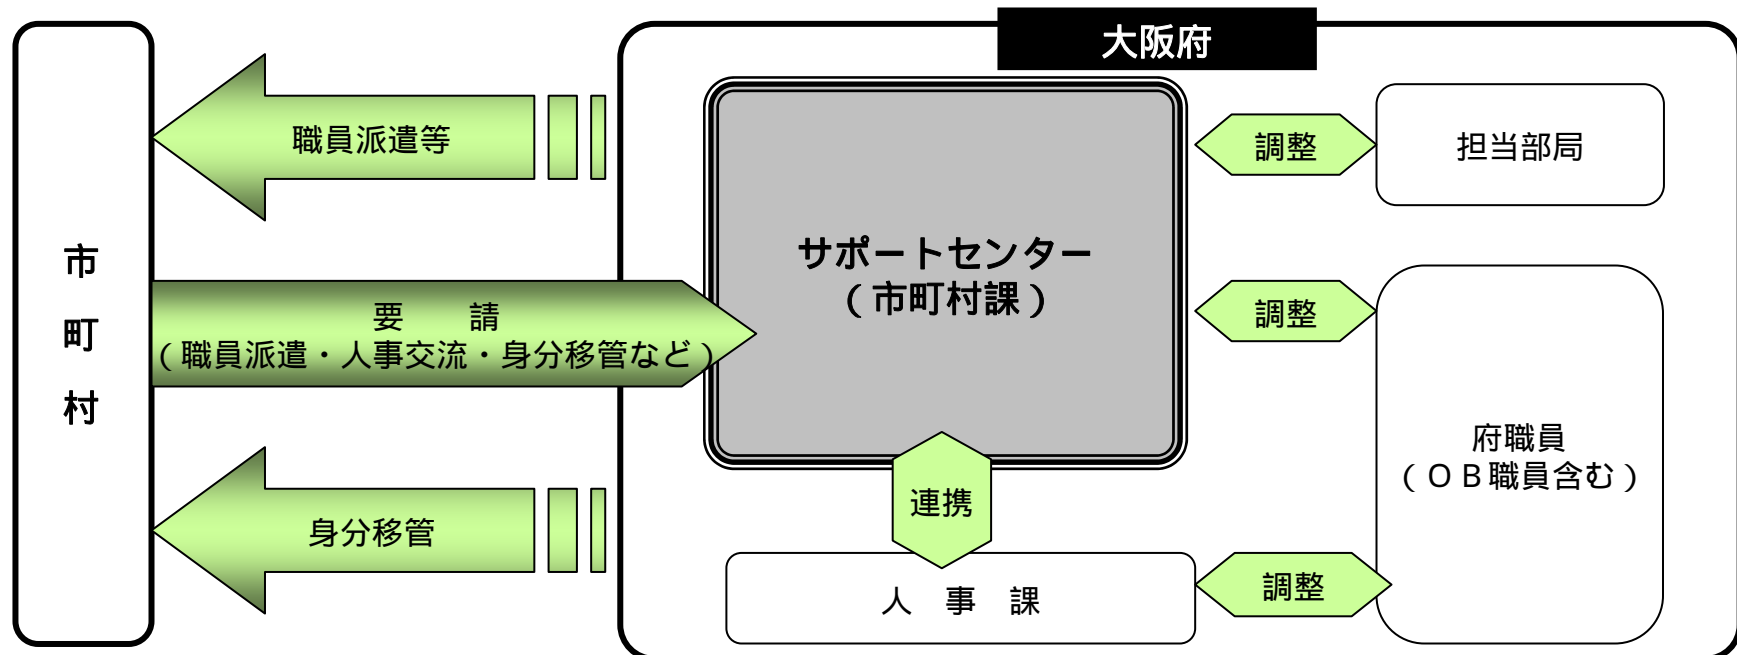 大阪府
市
町
村
職員派遣等
要　　請
（職員派遣・人事交流・身分移管など）
身分移管
サポートセンター
（市町村課）
調整
担当部局
調整
府職員
（ＯＢ職員含む）
連携
人　事　課
調整